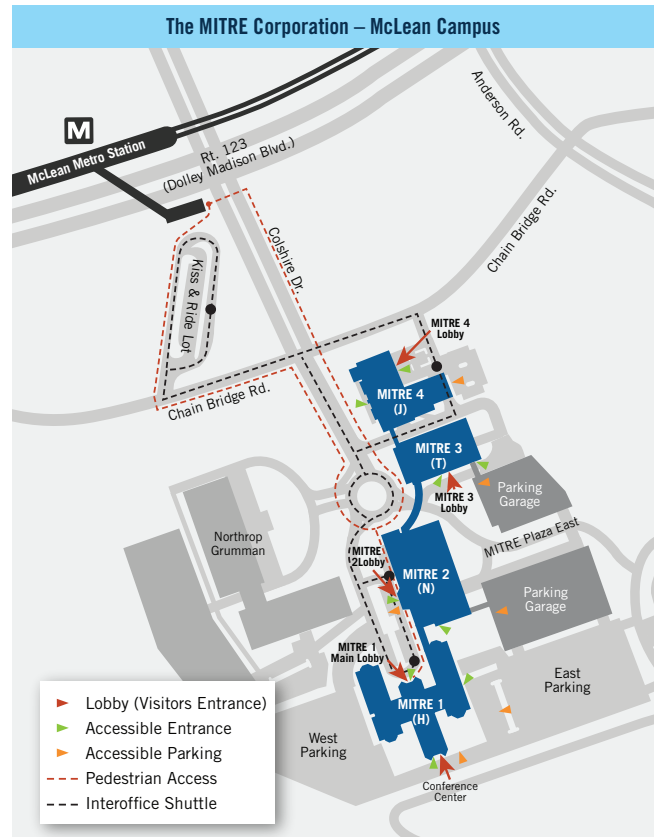 The MITRE Corporation – McLean Campus
M
McLean Metro Station
Rt. 123
(Dolley Madison Blvd.)
Anderson Rd.
Chain Bridge Rd.
Colshire Dr.
Kiss & Ride Lot
Chain Bridge Rd.
MITRE 4
Lobby
MITRE 4
(J)
MITRE 3
(T)
MITRE 3
Lobby
Parking
Garage
Northrop
Grumman
MITRE Plaza East
MITRE
2Lobby
MITRE 2
(N)
Parking
Garage
MITRE 1
Main Lobby
MITRE 1
(H)
East
Parking
West
Parking
Conference
Center
Lobby (Visitors Entrance)
Accessible Entrance
Accessible Parking
Pedestrian Access
Interoffice Shuttle